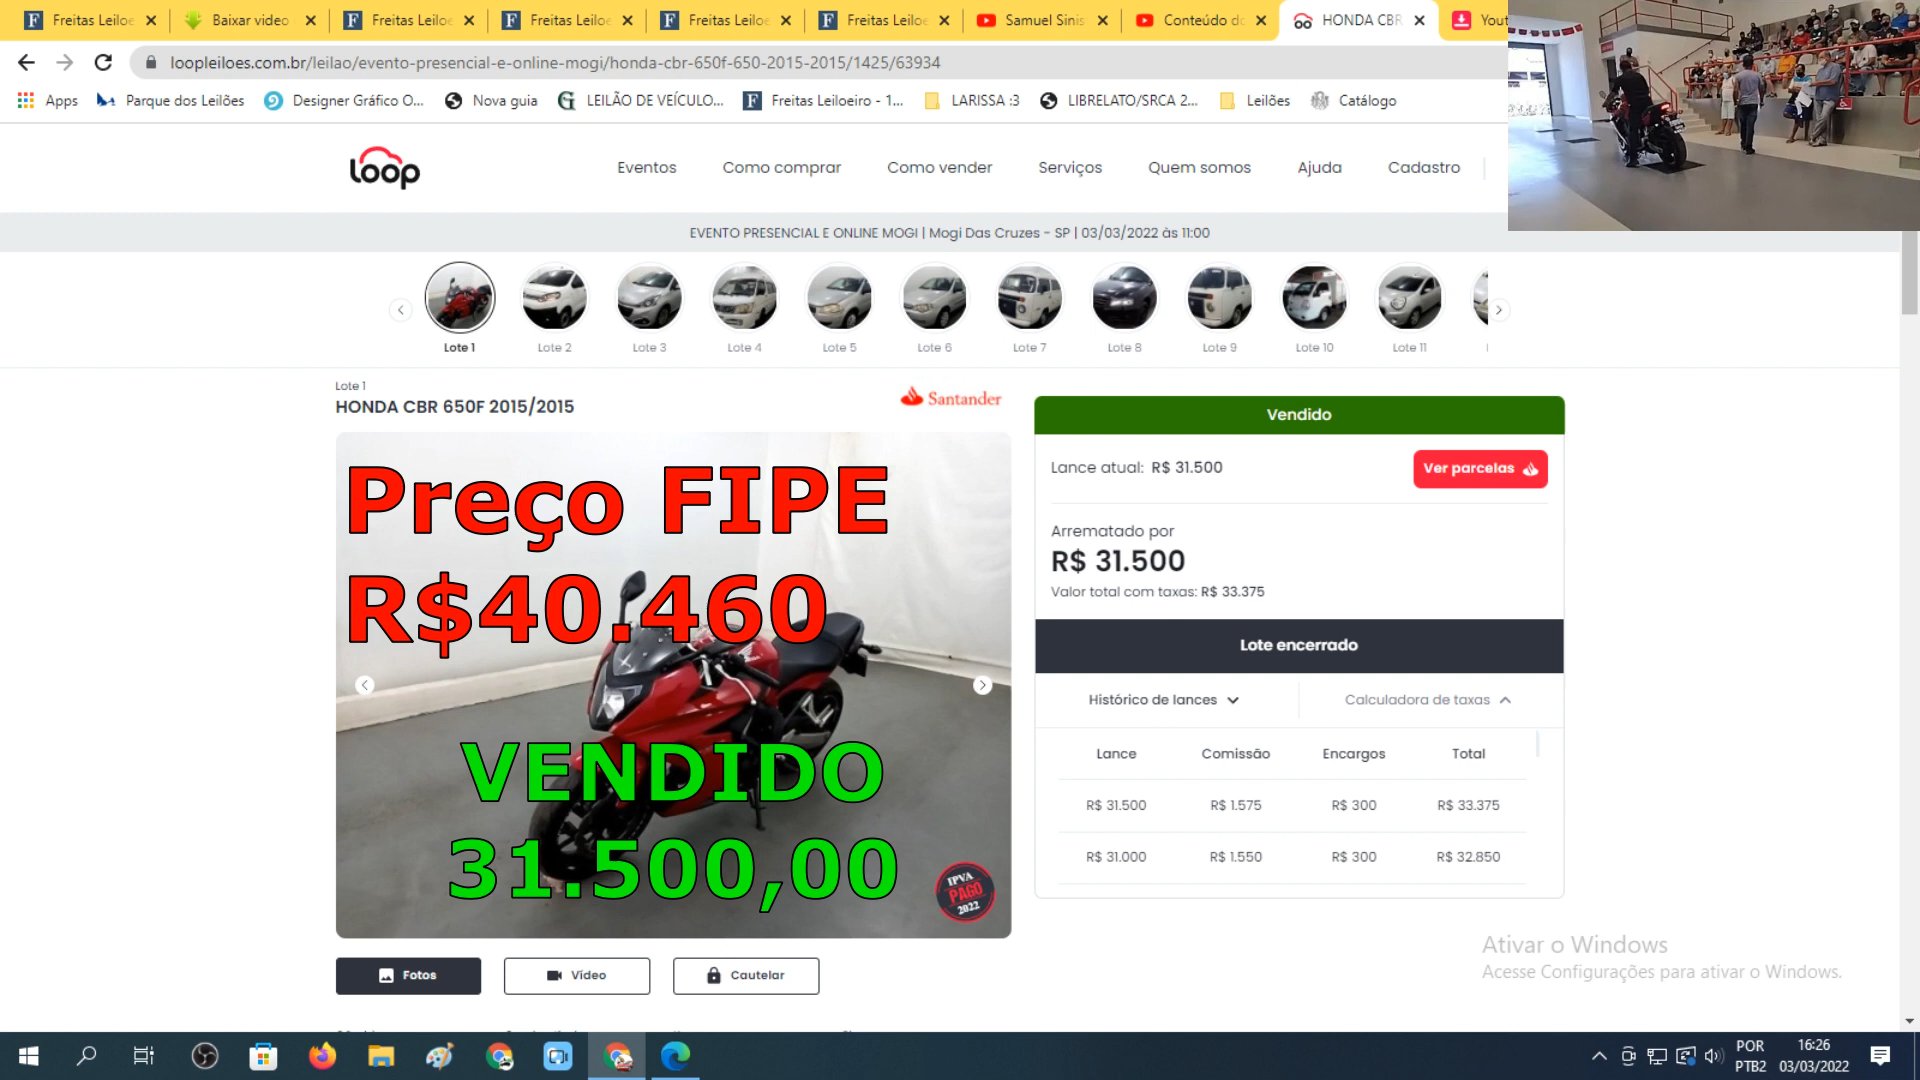 Freitas Leiloe
Baixar video
Freitas Leiloe
Freitas Leiloe
Freitas Leiloe
Freitas Leiloe
Samuel Sinis
Conteúdo do
HONDA CBR
Yout
loopleiloes.com.br/leilao/evento-presencial-e-online-mogi/honda-cbr-650f-650-2015-2015/1425/63934
Apps
Parque dos Leilões
Designer Gráfico O...
Nova guia
LEILÃO DE VEÍCULO...
Freitas Leiloeiro - 1...
LARISSA :3
LIBRELATO/SRCA 2...
Leilões
Catálogo
loop
Eventos
Como comprar
Como vender
Serviços
Quem somos
Ajuda
Cadastro
EVENTO PRESENCIAL E ONLINE MOGI | Mogi Das Cruzes - SP | 03/03/2022 às 11:00
Lote 1
Lote 2
Lote 3
Lote 4
Lote 5
Lote 6
Lote 7
Lote 8
Lote 9
Lote 10
Lote 11
Lote 1
HONDA CBR 650F 2015/2015
Santander
Preço FIPE
R$40.460
VENDIDO
31.500,00
IPVA
PAGO
2022
Fotos
Vídeo
Cautelar
Vendido
Lance atual: R$ 31.500
Ver parcelas
Arrematado por
R$ 31.500
Valor total com taxas: R$ 33.375
Lote encerrado
Histórico de lances
Calculadora de taxas
Lance Comissão Encargos Total
R$ 31.500 R$ 1.575 R$ 300 R$ 33.375
R$ 31.000 R$ 1.550 R$ 300 R$ 32.850
Ativar o Windows
Acesse Configurações para ativar o Windows.
POR
PTB2
16:26
03/03/2022